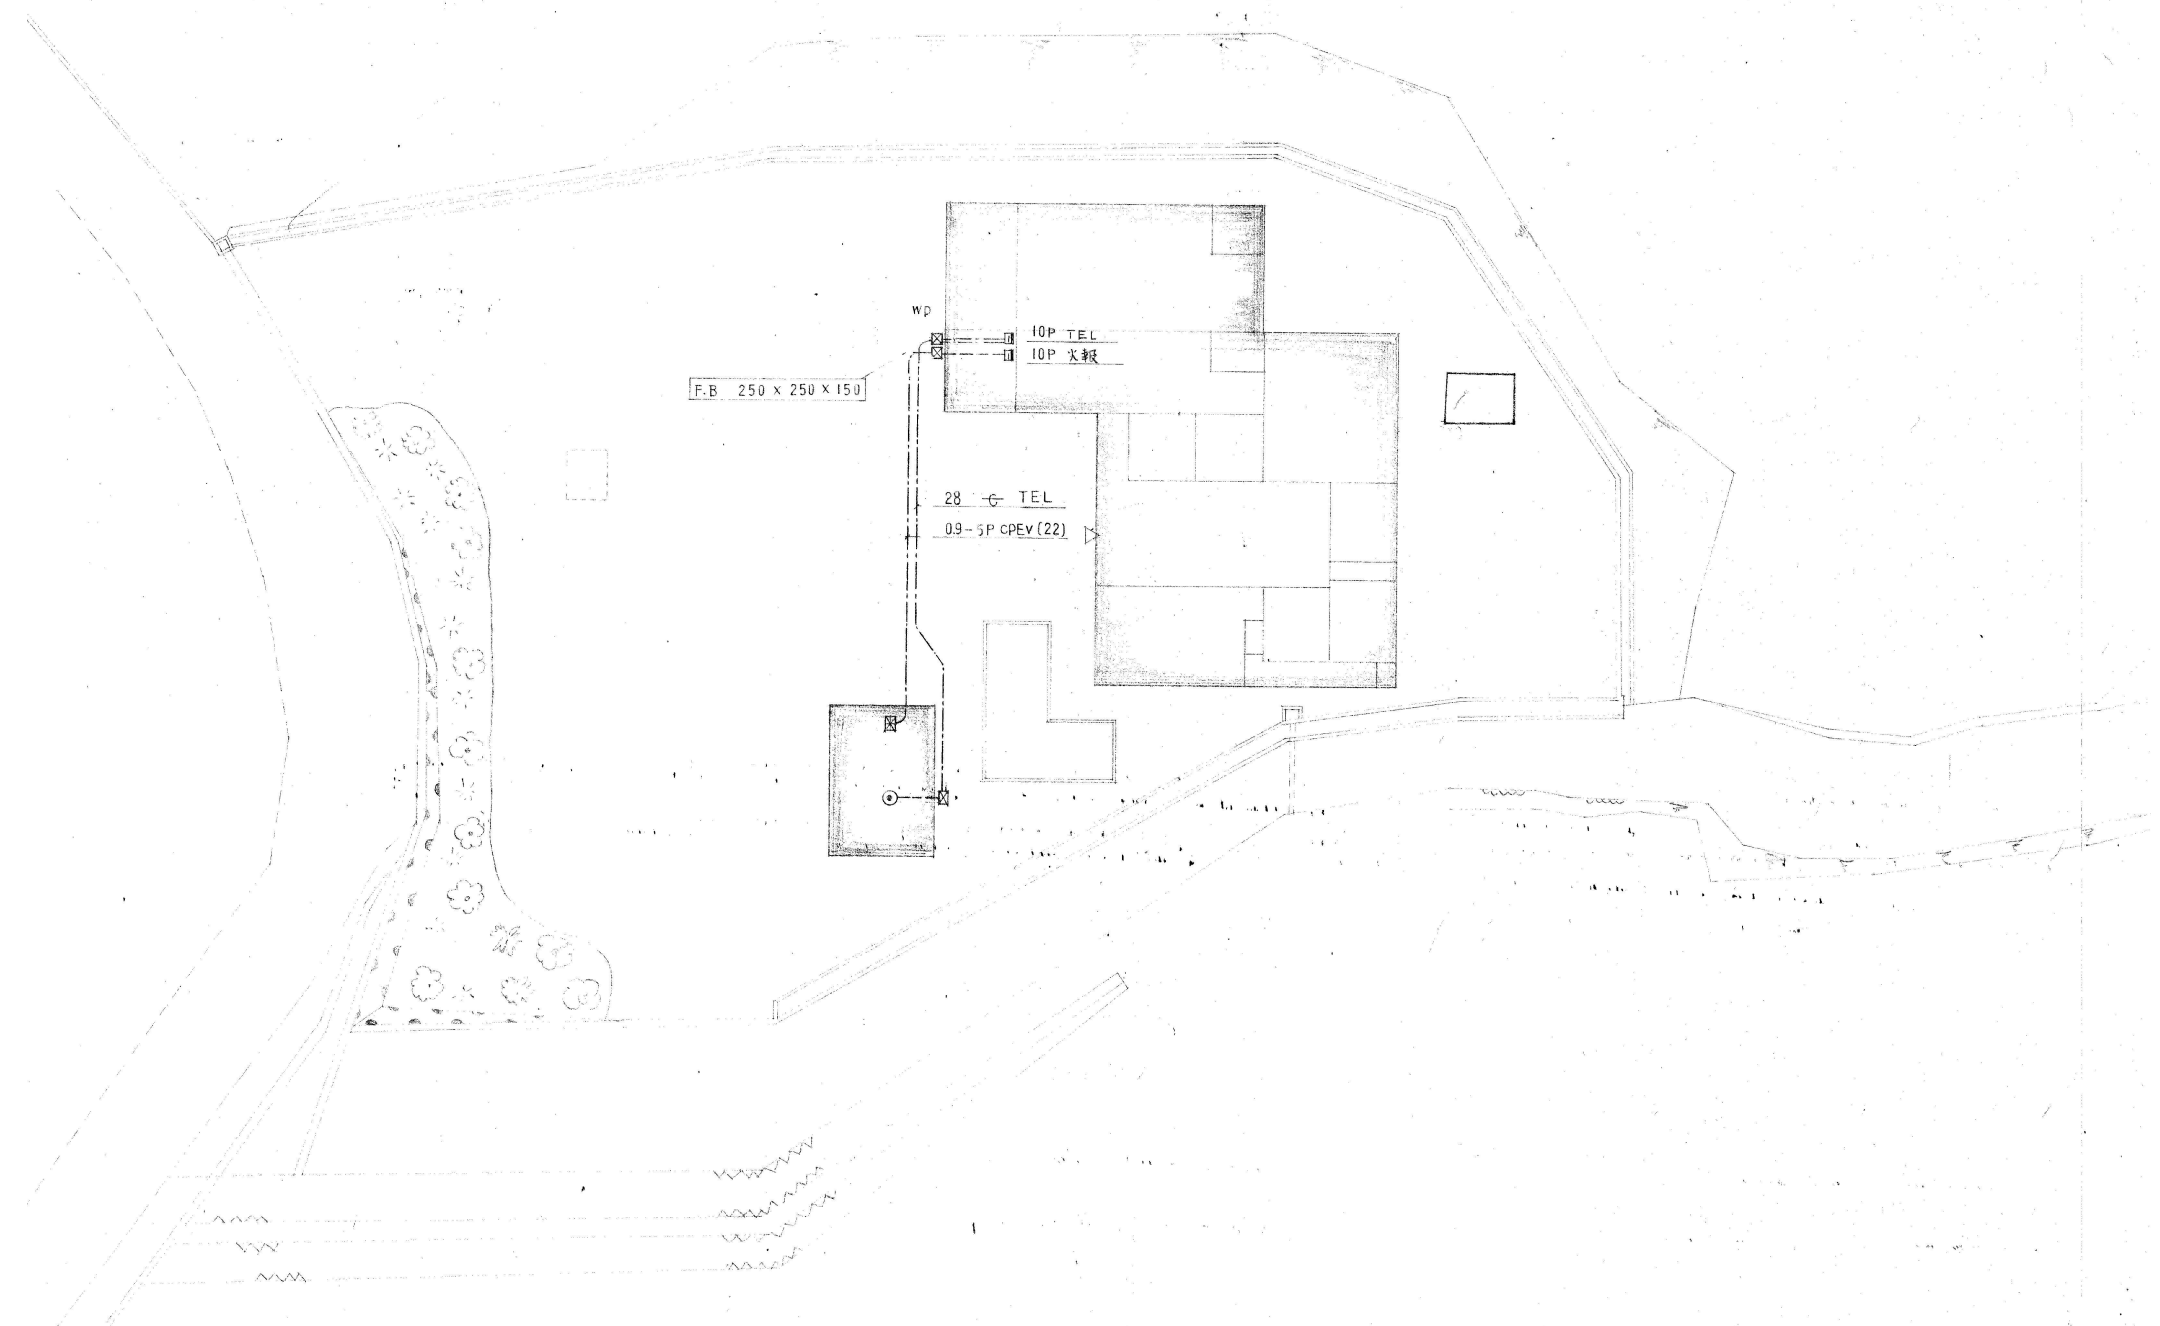 WP
10P TEL
10P 火報
F.B 250 × 250 × 150
28 C TEL
0.9-5P CPEV (22)